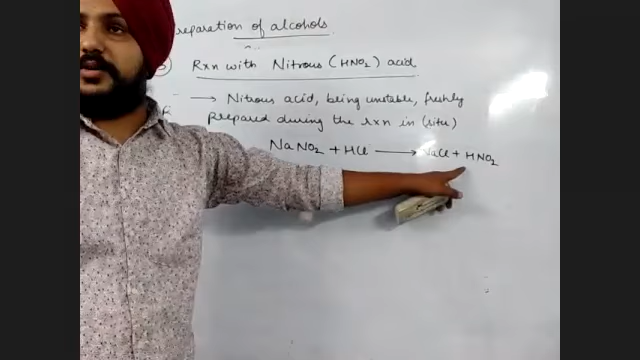 reparation of alcohols
Rxn with Nitrous (HNO2) acid
→ Nitrous acid, being unstable, freshly
prepared during the rxn in (situ)
NaNO2 + HCl ⟶ NaCl + HNO2